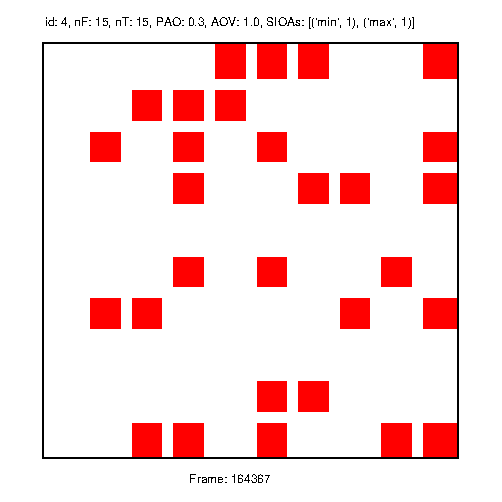 id: 4, nF: 15, nT: 15, PAO: 0.3, AOV: 1.0, SIOAs: [('min', 1), ('max', 1)]
Frame: 164367